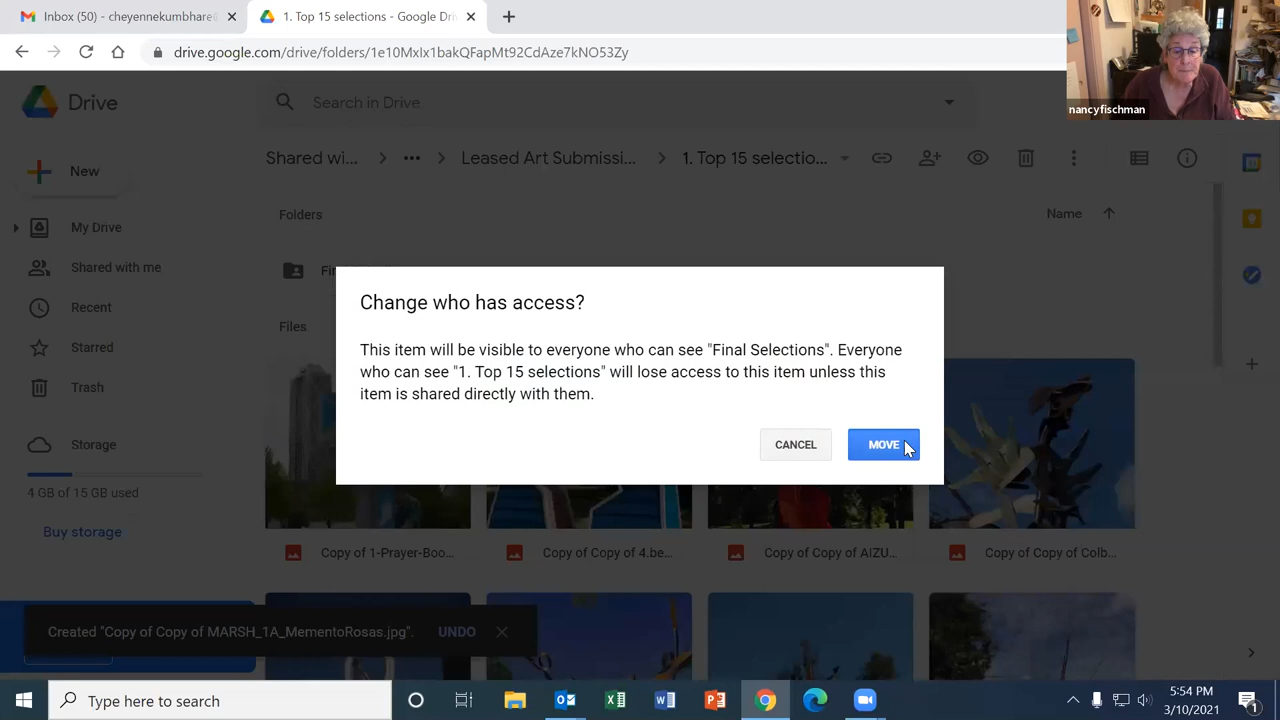 Inbox (50) - cheyennekumbhare@
1. Top 15 selections - Google Dri
drive.google.com/drive/folders/1e10MxIx1bakQFapMt92CdAze7kNO53Zy
nancyfischman
Drive
Search in Drive
Shared wi... > ... > Leased Art Submissi... > 1. Top 15 selectio...
New
My Drive
Shared with me
Recent
Starred
Trash
Storage
4 GB of 15 GB used
Buy storage
Folders
Name
Fin
Files
Change who has access?
This item will be visible to everyone who can see "Final Selections". Everyone
who can see "1. Top 15 selections" will lose access to this item unless this
item is shared directly with them.
CANCEL
MOVE
Copy of 1-Prayer-Boo...
Copy of Copy of 4.be...
Copy of Copy of AIZU...
Copy of Copy of Colb...
Created "Copy of Copy of MARSH_1A_MementoRosas.jpg".
UNDO
Type here to search
5:54 PM
3/10/2021
1